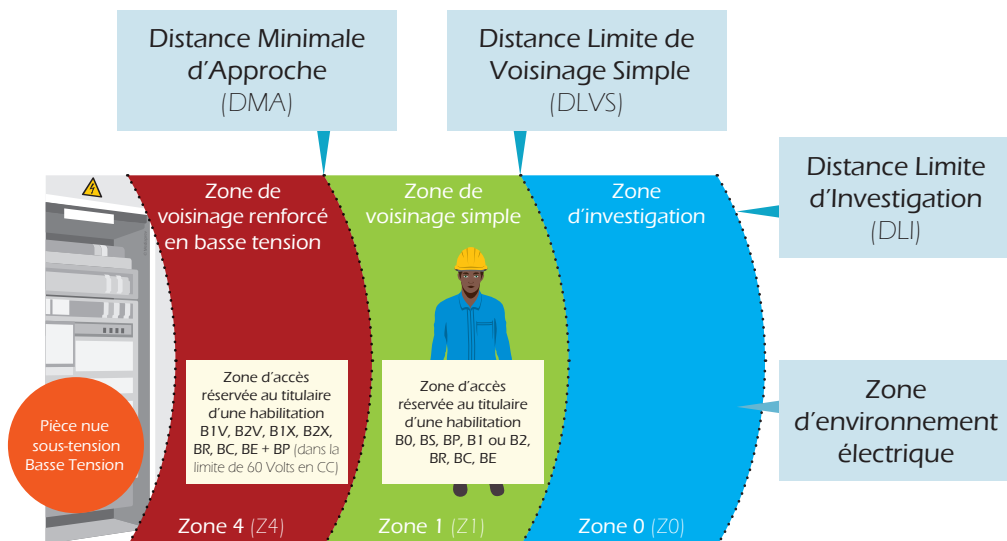 Distance Minimale
d'Approche
(DMA)
Distance Limite de
Voisinage Simple
(DLVS)
Distance Limite
d'Investigation
(DLI)
Zone de
voisinage renforcé
en basse tension
Zone de
voisinage simple
Zone
d'investigation
Zone d'accès
réservée au titulaire
d'une habilitation
B1V, B2V, B1X, B2X,
BR, BC, BE + BP (dans la
limite de 60 Volts en CC)
Zone d'accès
réservée au titulaire
d'une habilitation
B0, BS, BP, B1 ou B2,
BR, BC, BE
Zone
d'environnement
électrique
Pièce nue
sous-tension
Basse Tension
Zone 4 (Z4)
Zone 1 (Z1)
Zone 0 (Z0)